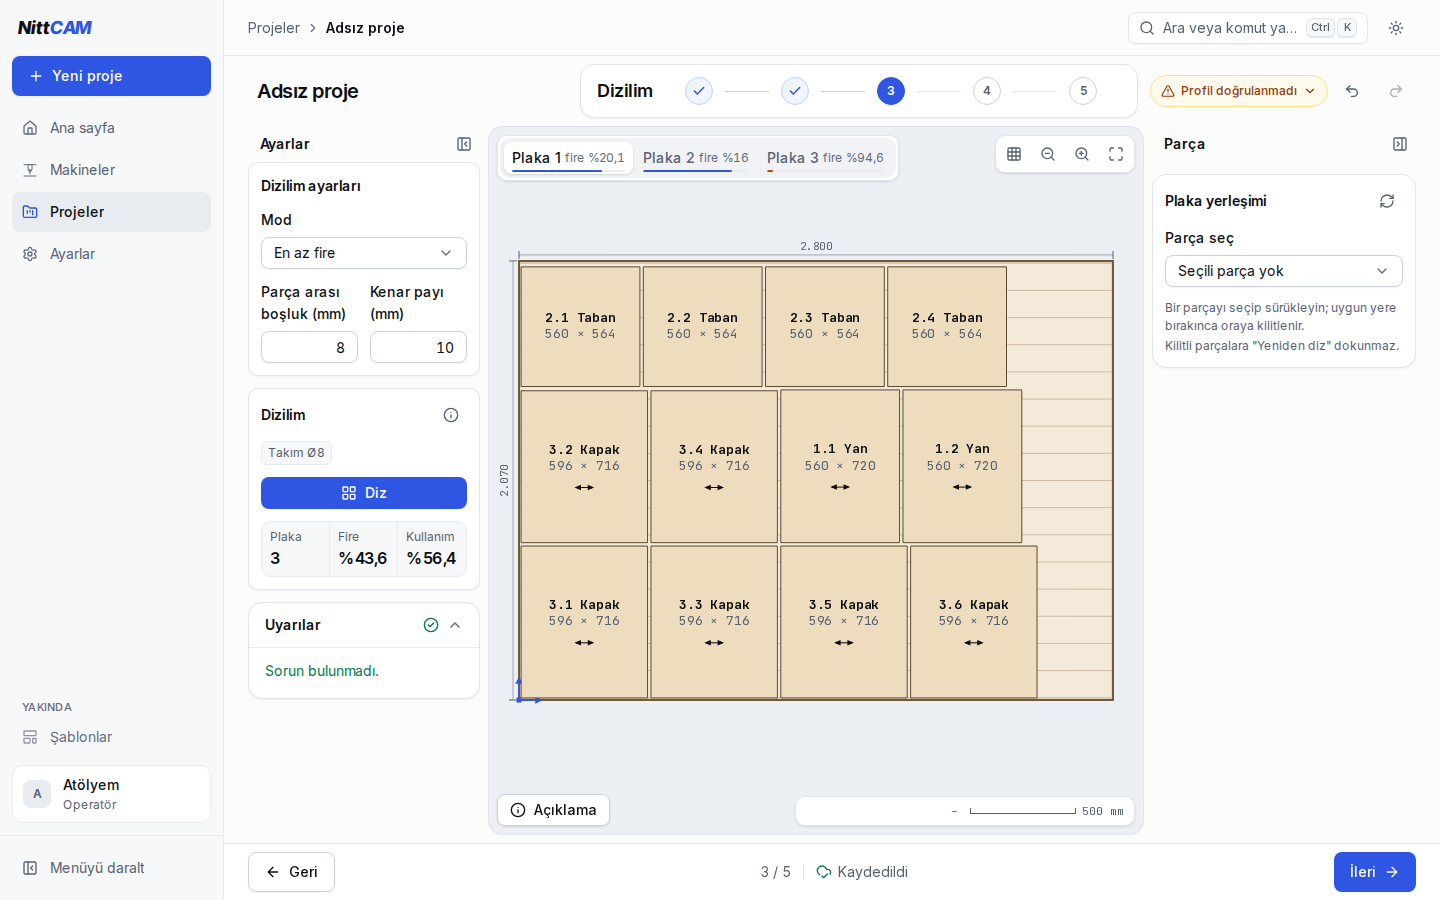 NittCAM
Yeni proje
Ana sayfa
Makineler
Projeler
Ayarlar
YAKINDA
Şablonlar
A
Atölyem
Operatör
Menüyü daralt
Projeler > Adsız proje
Ara veya komut ya... Ctrl K
Adsız proje
Dizilim 3 4 5
Profil doğrulanmadı
Ayarlar
Dizilim ayarları
Mod
En az fire
Parça arası boşluk (mm)
8
Kenar payı (mm)
10
Dizilim
Takım Ø8
Diz
Plaka
3
Fire
%43,6
Kullanım
%56,4
Uyarılar
Sorun bulunmadı.
Plaka 1 fire %20,1
Plaka 2 fire %16
Plaka 3 fire %94,6
2.800
2.070
2.1 Taban
560 × 564
2.2 Taban
560 × 564
2.3 Taban
560 × 564
2.4 Taban
560 × 564
3.2 Kapak
596 × 716
3.4 Kapak
596 × 716
1.1 Yan
560 × 720
1.2 Yan
560 × 720
3.1 Kapak
596 × 716
3.3 Kapak
596 × 716
3.5 Kapak
596 × 716
3.6 Kapak
596 × 716
Açıklama
– 500 mm
Parça
Plaka yerleşimi
Parça seç
Seçili parça yok
Bir parçayı seçip sürükleyin; uygun yere
bırakınca oraya kilitlenir.
Kilitli parçalara "Yeniden diz" dokunmaz.
Geri
3 / 5
Kaydedildi
İleri